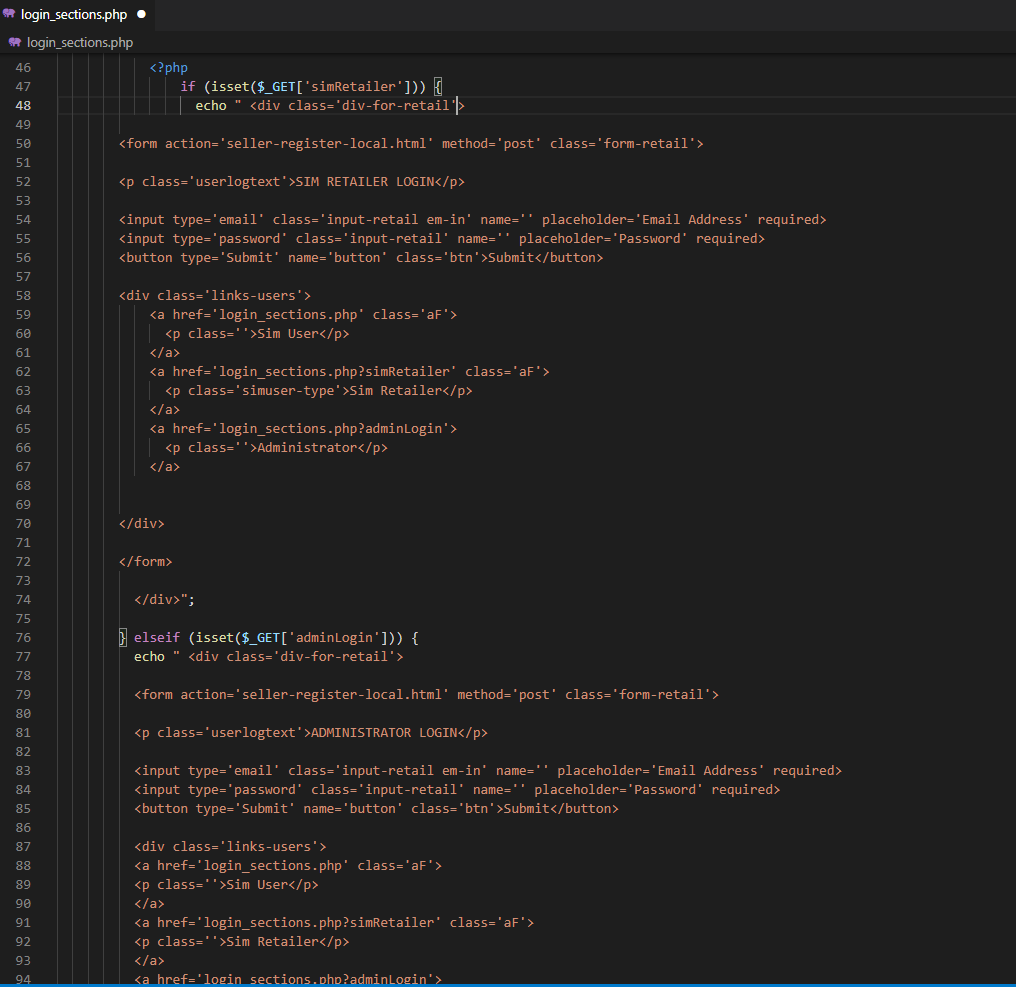 login_sections.php
login_sections.php
46 <?php
47 if (isset($_GET['simRetailer'])) {
48 echo " <div class='div-for-retail'>
49
50 <form action='seller-register-local.html' method='post' class='form-retail'>
51
52 <p class='userlogtext'>SIM RETAILER LOGIN</p>
53
54 <input type='email' class='input-retail em-in' name='' placeholder='Email Address' required>
55 <input type='password' class='input-retail' name='' placeholder='Password' required>
56 <button type='Submit' name='button' class='btn'>Submit</button>
57
58 <div class='links-users'>
59 <a href='login_sections.php' class='aF'>
60 <p class=''>Sim User</p>
61 </a>
62 <a href='login_sections.php?simRetailer' class='aF'>
63 <p class='simuser-type'>Sim Retailer</p>
64 </a>
65 <a href='login_sections.php?adminLogin'>
66 <p class=''>Administrator</p>
67 </a>
68
69
70 </div>
71
72 </form>
73
74 </div>";
75
76 } elseif (isset($_GET['adminLogin'])) {
77 echo " <div class='div-for-retail'>
78
79 <form action='seller-register-local.html' method='post' class='form-retail'>
80
81 <p class='userlogtext'>ADMINISTRATOR LOGIN</p>
82
83 <input type='email' class='input-retail em-in' name='' placeholder='Email Address' required>
84 <input type='password' class='input-retail' name='' placeholder='Password' required>
85 <button type='Submit' name='button' class='btn'>Submit</button>
86
87 <div class='links-users'>
88 <a href='login_sections.php' class='aF'>
89 <p class=''>Sim User</p>
90 </a>
91 <a href='login_sections.php?simRetailer' class='aF'>
92 <p class=''>Sim Retailer</p>
93 </a>
94 <a href='login_sections.php?adminLogin'>